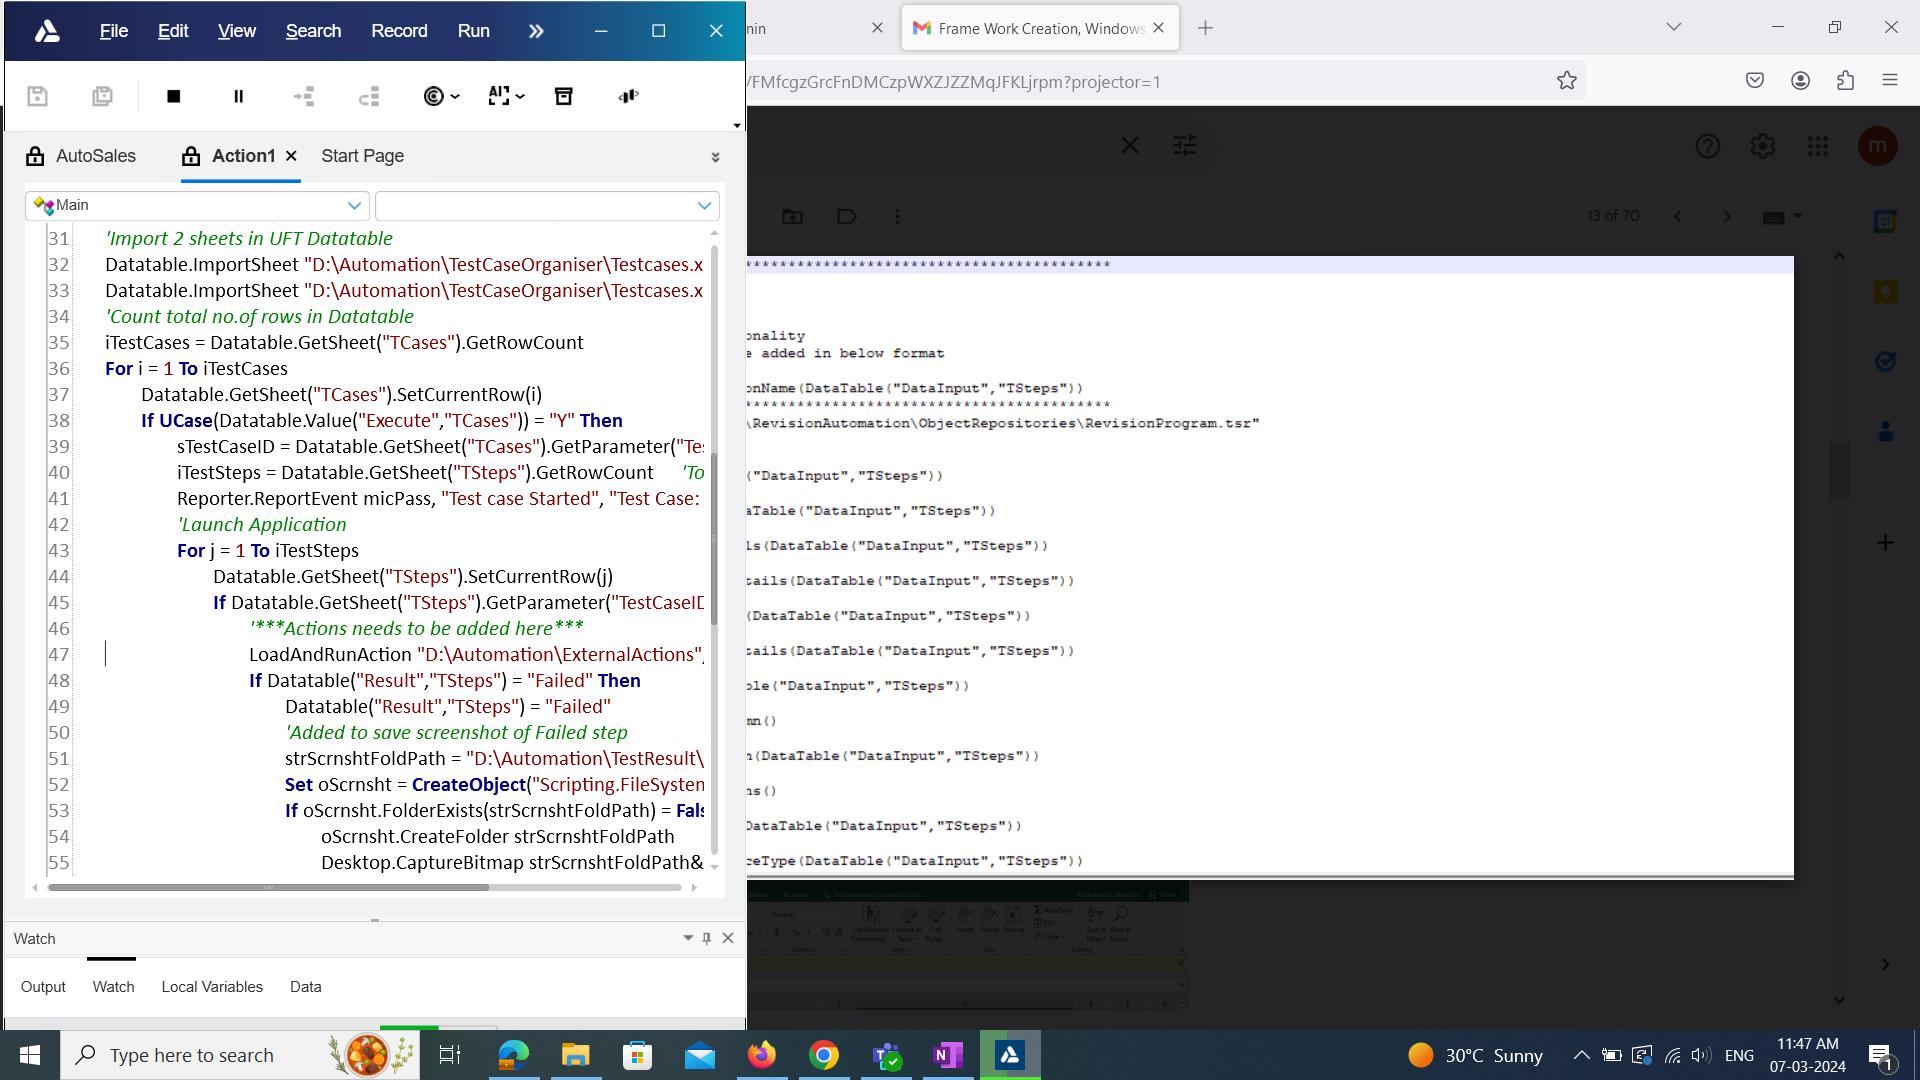 File Edit View Search Record Run
AutoSales Action1 Start Page
Main
31 'Import 2 sheets in UFT Datatable
32 Datatable.ImportSheet "D:\Automation\TestCaseOrganiser\Testcases.x
33 Datatable.ImportSheet "D:\Automation\TestCaseOrganiser\Testcases.x
34 'Count total no.of rows in Datatable
35 iTestCases = Datatable.GetSheet("TCases").GetRowCount
36 For i = 1 To iTestCases
37 Datatable.GetSheet("TCases").SetCurrentRow(i)
38 If UCase(Datatable.Value("Execute","TCases")) = "Y" Then
39 sTestCaseID = Datatable.GetSheet("TCases").GetParameter("Tes
40 iTestSteps = Datatable.GetSheet("TSteps").GetRowCount 'To
41 Reporter.ReportEvent micPass, "Test case Started", "Test Case:
42 'Launch Application
43 For j = 1 To iTestSteps
44 Datatable.GetSheet("TSteps").SetCurrentRow(j)
45 If Datatable.GetSheet("TSteps").GetParameter("TestCaseID
46 '***Actions needs to be added here***
47 LoadAndRunAction "D:\Automation\ExternalActions",
48 If Datatable("Result","TSteps") = "Failed" Then
49 Datatable("Result","TSteps") = "Failed"
50 'Added to save screenshot of Failed step
51 strScrnshtFoldPath = "D:\Automation\TestResult\
52 Set oScrnsht = CreateObject("Scripting.FileSystem
53 If oScrnsht.FolderExists(strScrnshtFoldPath) = Fals
54 oScrnsht.CreateFolder strScrnshtFoldPath
55 Desktop.CaptureBitmap strScrnshtFoldPath&
Watch
Output Watch Local Variables Data
nin
Frame Work Creation, Windows
/FMfcgzGrcFnDMCzpWXZJZZMqJFKLjrpm?projector=1
m
13 of 70
******************************************
onality
e added in below format
onName(DataTable("DataInput","TSteps"))
******************************************
\RevisionAutomation\ObjectRepositories\RevisionProgram.tsr"
("DataInput","TSteps"))
aTable("DataInput","TSteps"))
ls(DataTable("DataInput","TSteps"))
tails(DataTable("DataInput","TSteps"))
(DataTable("DataInput","TSteps"))
tails(DataTable("DataInput","TSteps"))
ble("DataInput","TSteps"))
mn()
n(DataTable("DataInput","TSteps"))
ns()
DataTable("DataInput","TSteps"))
ceType(DataTable("DataInput","TSteps"))
Type here to search
30°C Sunny
ENG
11:47 AM
07-03-2024
1